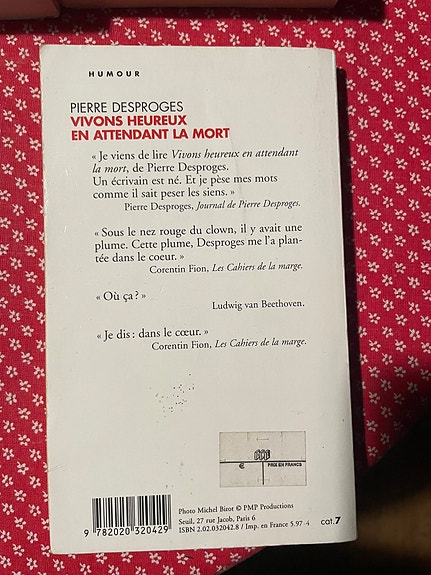 HUMOUR
PIERRE DESPROGES
VIVONS HEUREUX
EN ATTENDANT LA MORT
« Je viens de lire Vivons heureux en attendant
la mort, de Pierre Desproges.
Un écrivain est né. Et je pèse mes mots
comme il sait peser les siens. »
Pierre Desproges, Journal de Pierre Desproges.
« Sous le nez rouge du clown, il y avait une
plume. Cette plume, Desproges me l'a plan-
tée dans le coeur. »
Corentin Fion, Les Cahiers de la marge.
« Où ça ? »
Ludwig van Beethoven.
« Je dis : dans le cœur. »
Corentin Fion, Les Cahiers de la marge.
€
PRIX EN FRANCS
9 782020 320429
Photo Michel Birot © PMP Productions
Seuil, 27 rue Jacob, Paris 6
ISBN 2.02.032042.8 / Imp. en France 5.97-4
cat.7